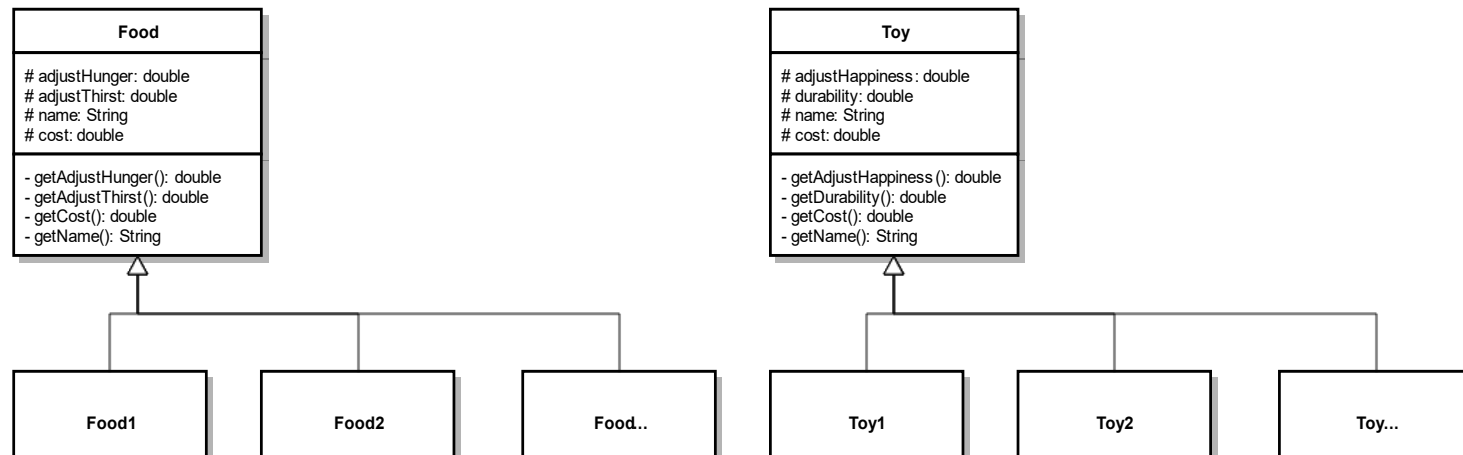 Food
# adjustHunger: double
# adjustThirst: double
# name: String
# cost: double
- getAdjustHunger(): double
- getAdjustThirst(): double
- getCost(): double
- getName(): String
Food1
Food2
Food...
Toy
# adjustHappiness: double
# durability: double
# name: String
# cost: double
- getAdjustHappiness(): double
- getDurability(): double
- getCost(): double
- getName(): String
Toy1
Toy2
Toy...